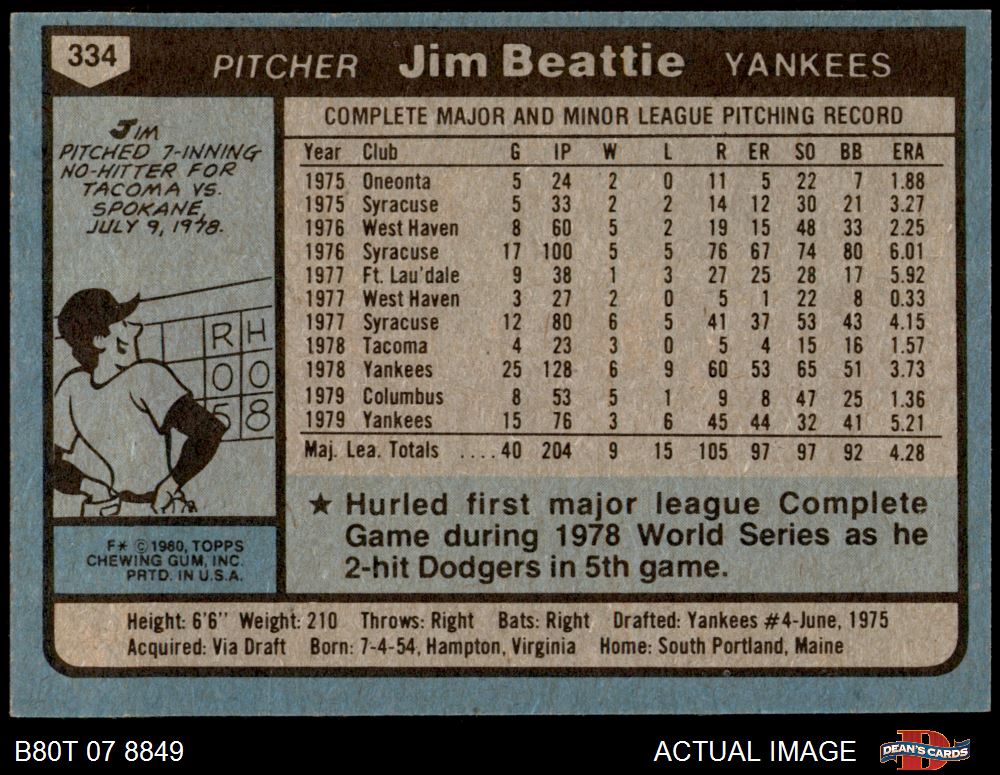 334
PITCHER Jim Beattie YANKEES
JIM
PITCHED 7-INNING
NO-HITTER FOR
TACOMA VS.
SPOKANE,
JULY 9, 1978.
R H
0 0
5 8
F* © 1980, TOPPS
CHEWING GUM, INC.
PRTD. IN U.S.A.
COMPLETE MAJOR AND MINOR LEAGUE PITCHING RECORD
Year Club G IP W L R ER SO BB ERA
1975 Oneonta 5 24 2 0 11 5 22 7 1.88
1975 Syracuse 5 33 2 2 14 12 30 21 3.27
1976 West Haven 8 60 5 2 19 15 48 33 2.25
1976 Syracuse 17 100 5 5 76 67 74 80 6.01
1977 Ft. Lau'dale 9 38 1 3 27 25 28 17 5.92
1977 West Haven 3 27 2 0 5 1 22 8 0.33
1977 Syracuse 12 80 6 5 41 37 53 43 4.15
1978 Tacoma 4 23 3 0 5 4 15 16 1.57
1978 Yankees 25 128 6 9 60 53 65 51 3.73
1979 Columbus 8 53 5 1 9 8 47 25 1.36
1979 Yankees 15 76 3 6 45 44 32 41 5.21
Maj. Lea. Totals ....40 204 9 15 105 97 97 92 4.28
★ Hurled first major league Complete
Game during 1978 World Series as he
2-hit Dodgers in 5th game.
Height: 6'6" Weight: 210 Throws: Right Bats: Right Drafted: Yankees #4-June, 1975
Acquired: Via Draft Born: 7-4-54, Hampton, Virginia Home: South Portland, Maine
B80T 07 8849
ACTUAL IMAGE
D
DEAN'S CARDS